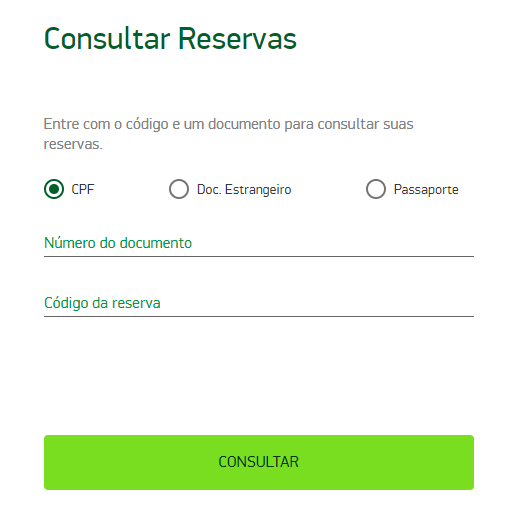 Consultar Reservas
Entre com o código e um documento para consultar suas
reservas.
CPF Doc. Estrangeiro Passaporte
Número do documento
Código da reserva
CONSULTAR